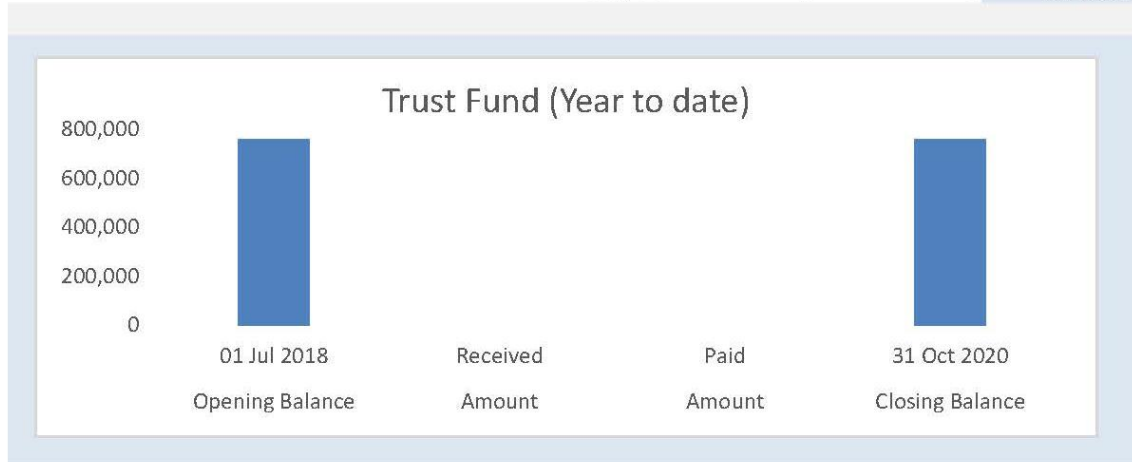 Trust Fund (Year to date)
800,000
600,000
400,000
200,000
0
01 Jul 2018 Received Paid 31 Oct 2020
Opening Balance Amount Amount Closing Balance